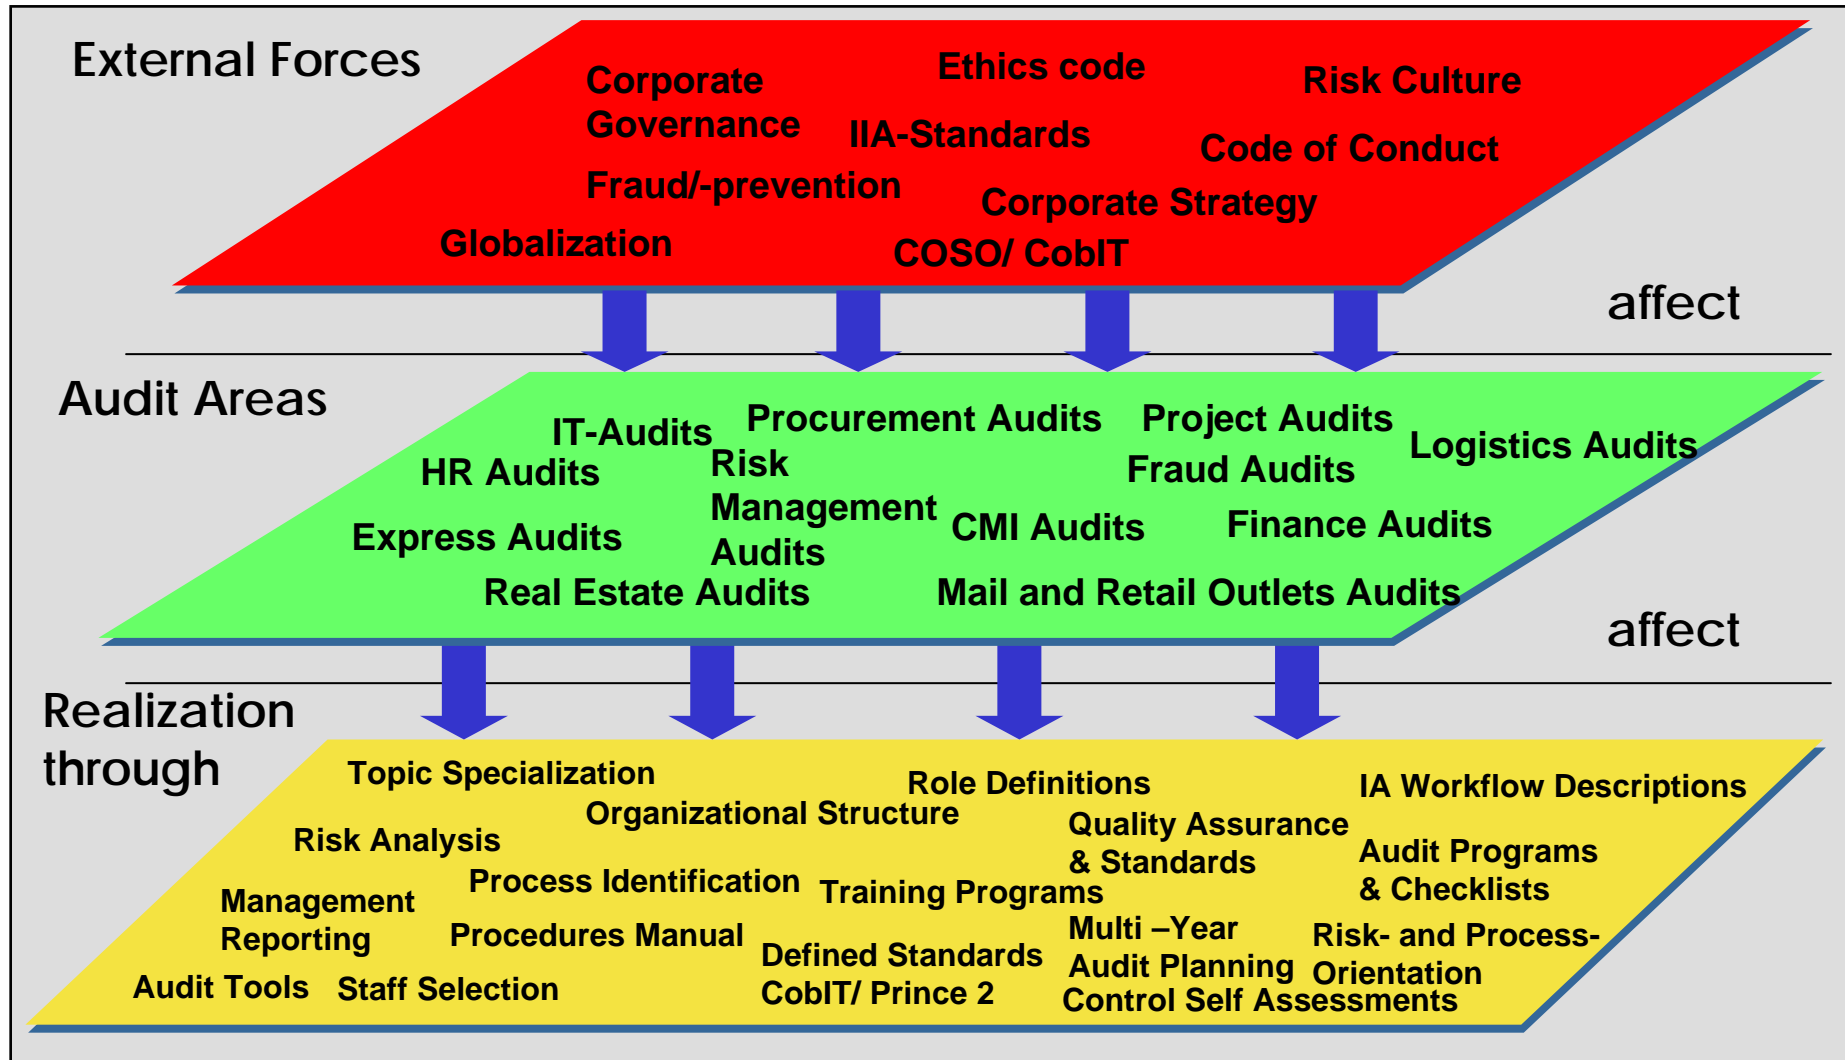 External Forces
Corporate
Governance
Ethics code
Risk Culture
IIA-Standards
Code of Conduct
Fraud/-prevention
Corporate Strategy
Globalization
COSO/ CobIT
affect
Audit Areas
IT-Audits
Procurement Audits
Project Audits
Logistics Audits
HR Audits
Risk
Management
Audits
Fraud Audits
Express Audits
CMI Audits
Finance Audits
Real Estate Audits
Mail and Retail Outlets Audits
affect
Realization
through
Topic Specialization
Role Definitions
IA Workflow Descriptions
Organizational Structure
Risk Analysis
Quality Assurance
& Standards
Audit Programs
& Checklists
Process Identification
Training Programs
Management
Reporting
Procedures Manual
Defined Standards
CobIT/ Prince 2
Multi –Year
Audit Planning
Risk- and Process-
Orientation
Audit Tools
Staff Selection
Control Self Assessments